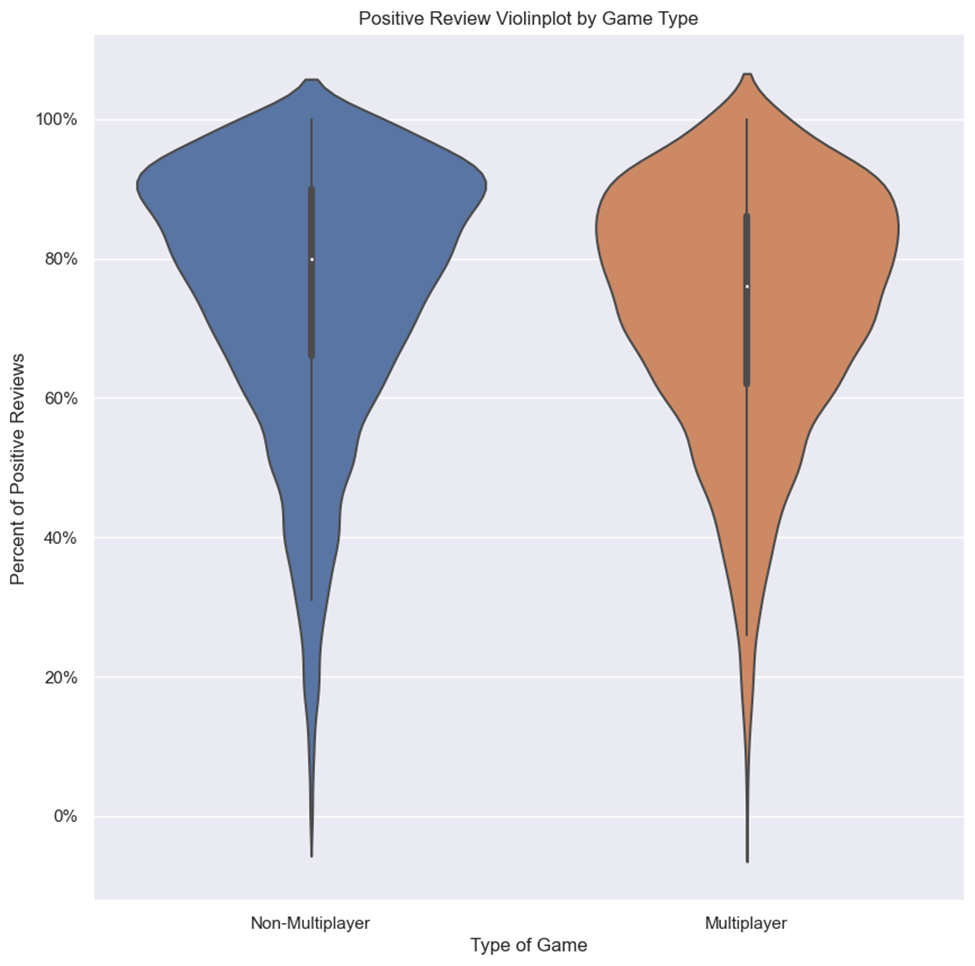 Positive Review Violinplot by Game Type
Percent of Positive Reviews
100%
80%
60%
40%
20%
0%
Non-Multiplayer
Multiplayer
Type of Game